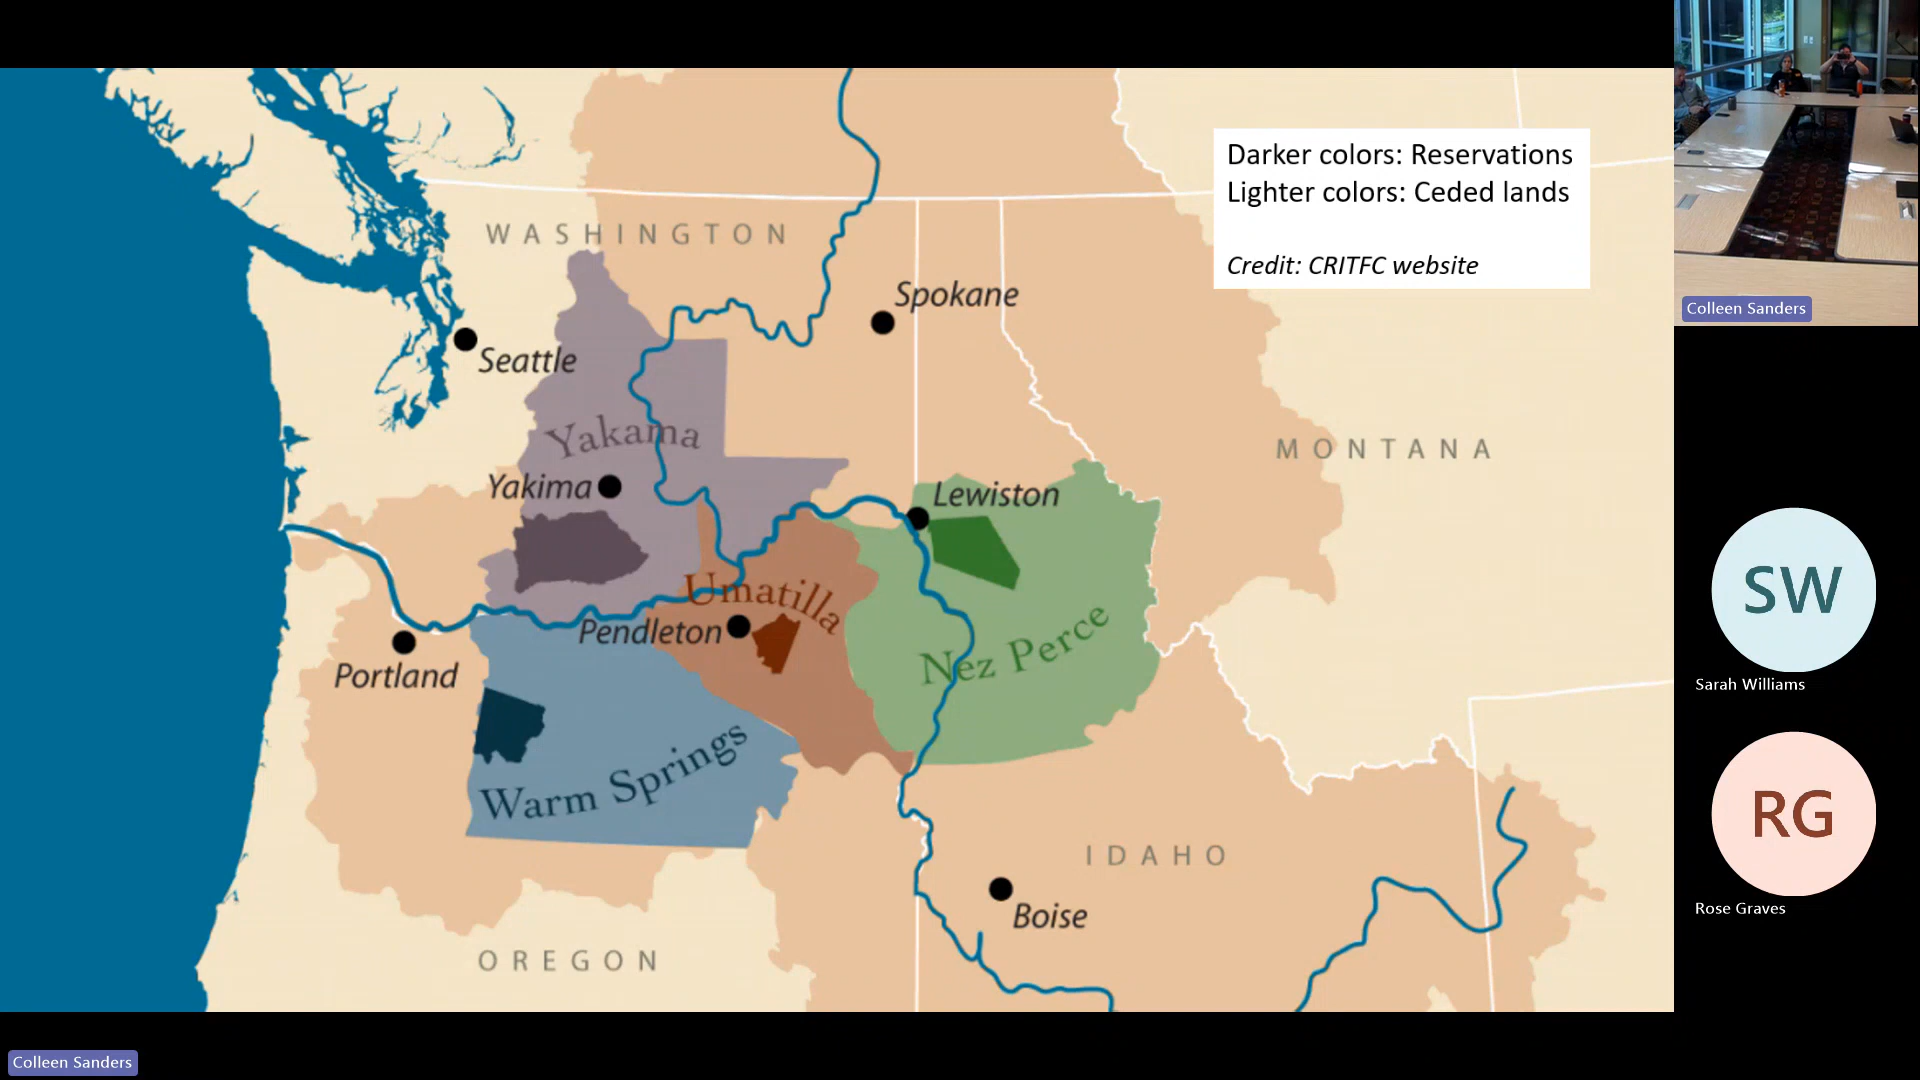 Darker colors: Reservations
Lighter colors: Ceded lands
Credit: CRITFC website
WASHINGTON
Spokane
Seattle
Yakama
MONTANA
Yakima
Lewiston
Umatilla
Pendleton
Nez Perce
Portland
Warm Springs
IDAHO
Boise
OREGON
Colleen Sanders
SW
Sarah Williams
RG
Rose Graves
Colleen Sanders